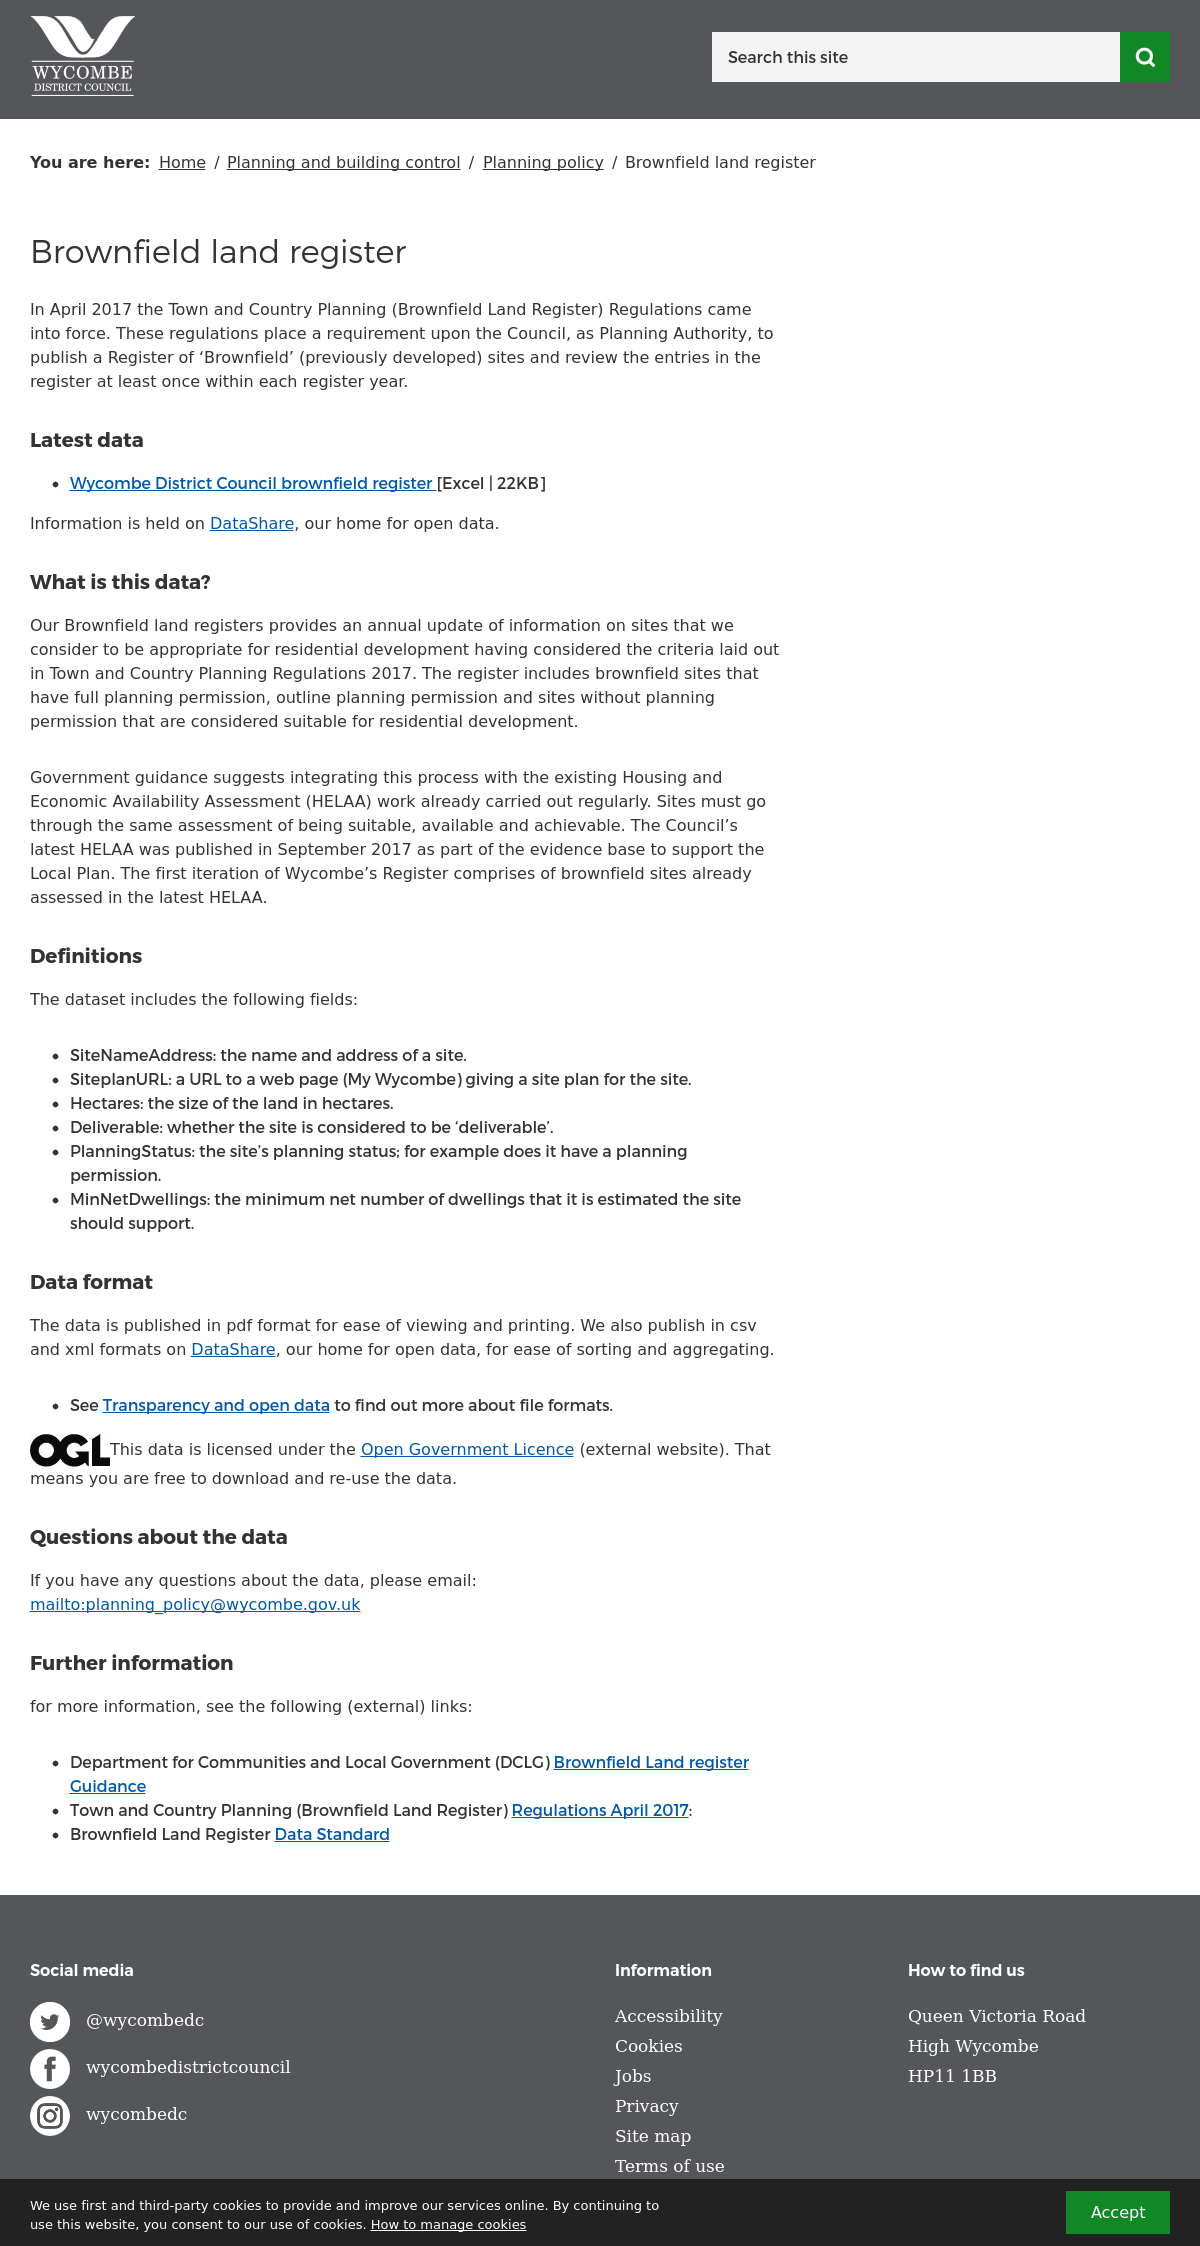 WYCOMBE
DISTRICT COUNCIL
Search this site
You are here: Home / Planning and building control / Planning policy / Brownfield land register
Brownfield land register
In April 2017 the Town and Country Planning (Brownfield Land Register) Regulations came
into force. These regulations place a requirement upon the Council, as Planning Authority, to
publish a Register of ‘Brownfield’ (previously developed) sites and review the entries in the
register at least once within each register year.
Latest data
• Wycombe District Council brownfield register [Excel | 22KB]
Information is held on DataShare, our home for open data.
What is this data?
Our Brownfield land registers provides an annual update of information on sites that we
consider to be appropriate for residential development having considered the criteria laid out
in Town and Country Planning Regulations 2017. The register includes brownfield sites that
have full planning permission, outline planning permission and sites without planning
permission that are considered suitable for residential development.
Government guidance suggests integrating this process with the existing Housing and
Economic Availability Assessment (HELAA) work already carried out regularly. Sites must go
through the same assessment of being suitable, available and achievable. The Council’s
latest HELAA was published in September 2017 as part of the evidence base to support the
Local Plan. The first iteration of Wycombe’s Register comprises of brownfield sites already
assessed in the latest HELAA.
Definitions
The dataset includes the following fields:
• SiteNameAddress: the name and address of a site.
• SiteplanURL: a URL to a web page (My Wycombe) giving a site plan for the site.
• Hectares: the size of the land in hectares.
• Deliverable: whether the site is considered to be ‘deliverable’.
• PlanningStatus: the site’s planning status; for example does it have a planning
permission.
• MinNetDwellings: the minimum net number of dwellings that it is estimated the site
should support.
Data format
The data is published in pdf format for ease of viewing and printing. We also publish in csv
and xml formats on DataShare, our home for open data, for ease of sorting and aggregating.
• See Transparency and open data to find out more about file formats.
OGL This data is licensed under the Open Government Licence (external website). That
means you are free to download and re-use the data.
Questions about the data
If you have any questions about the data, please email:
mailto:planning_policy@wycombe.gov.uk
Further information
for more information, see the following (external) links:
• Department for Communities and Local Government (DCLG) Brownfield Land register
Guidance
• Town and Country Planning (Brownfield Land Register) Regulations April 2017:
• Brownfield Land Register Data Standard
Social media
@wycombedc
wycombedistrictcouncil
wycombedc
Information
Accessibility
Cookies
Jobs
Privacy
Site map
Terms of use
How to find us
Queen Victoria Road
High Wycombe
HP11 1BB
We use first and third-party cookies to provide and improve our services online. By continuing to
use this website, you consent to our use of cookies. How to manage cookies
Accept